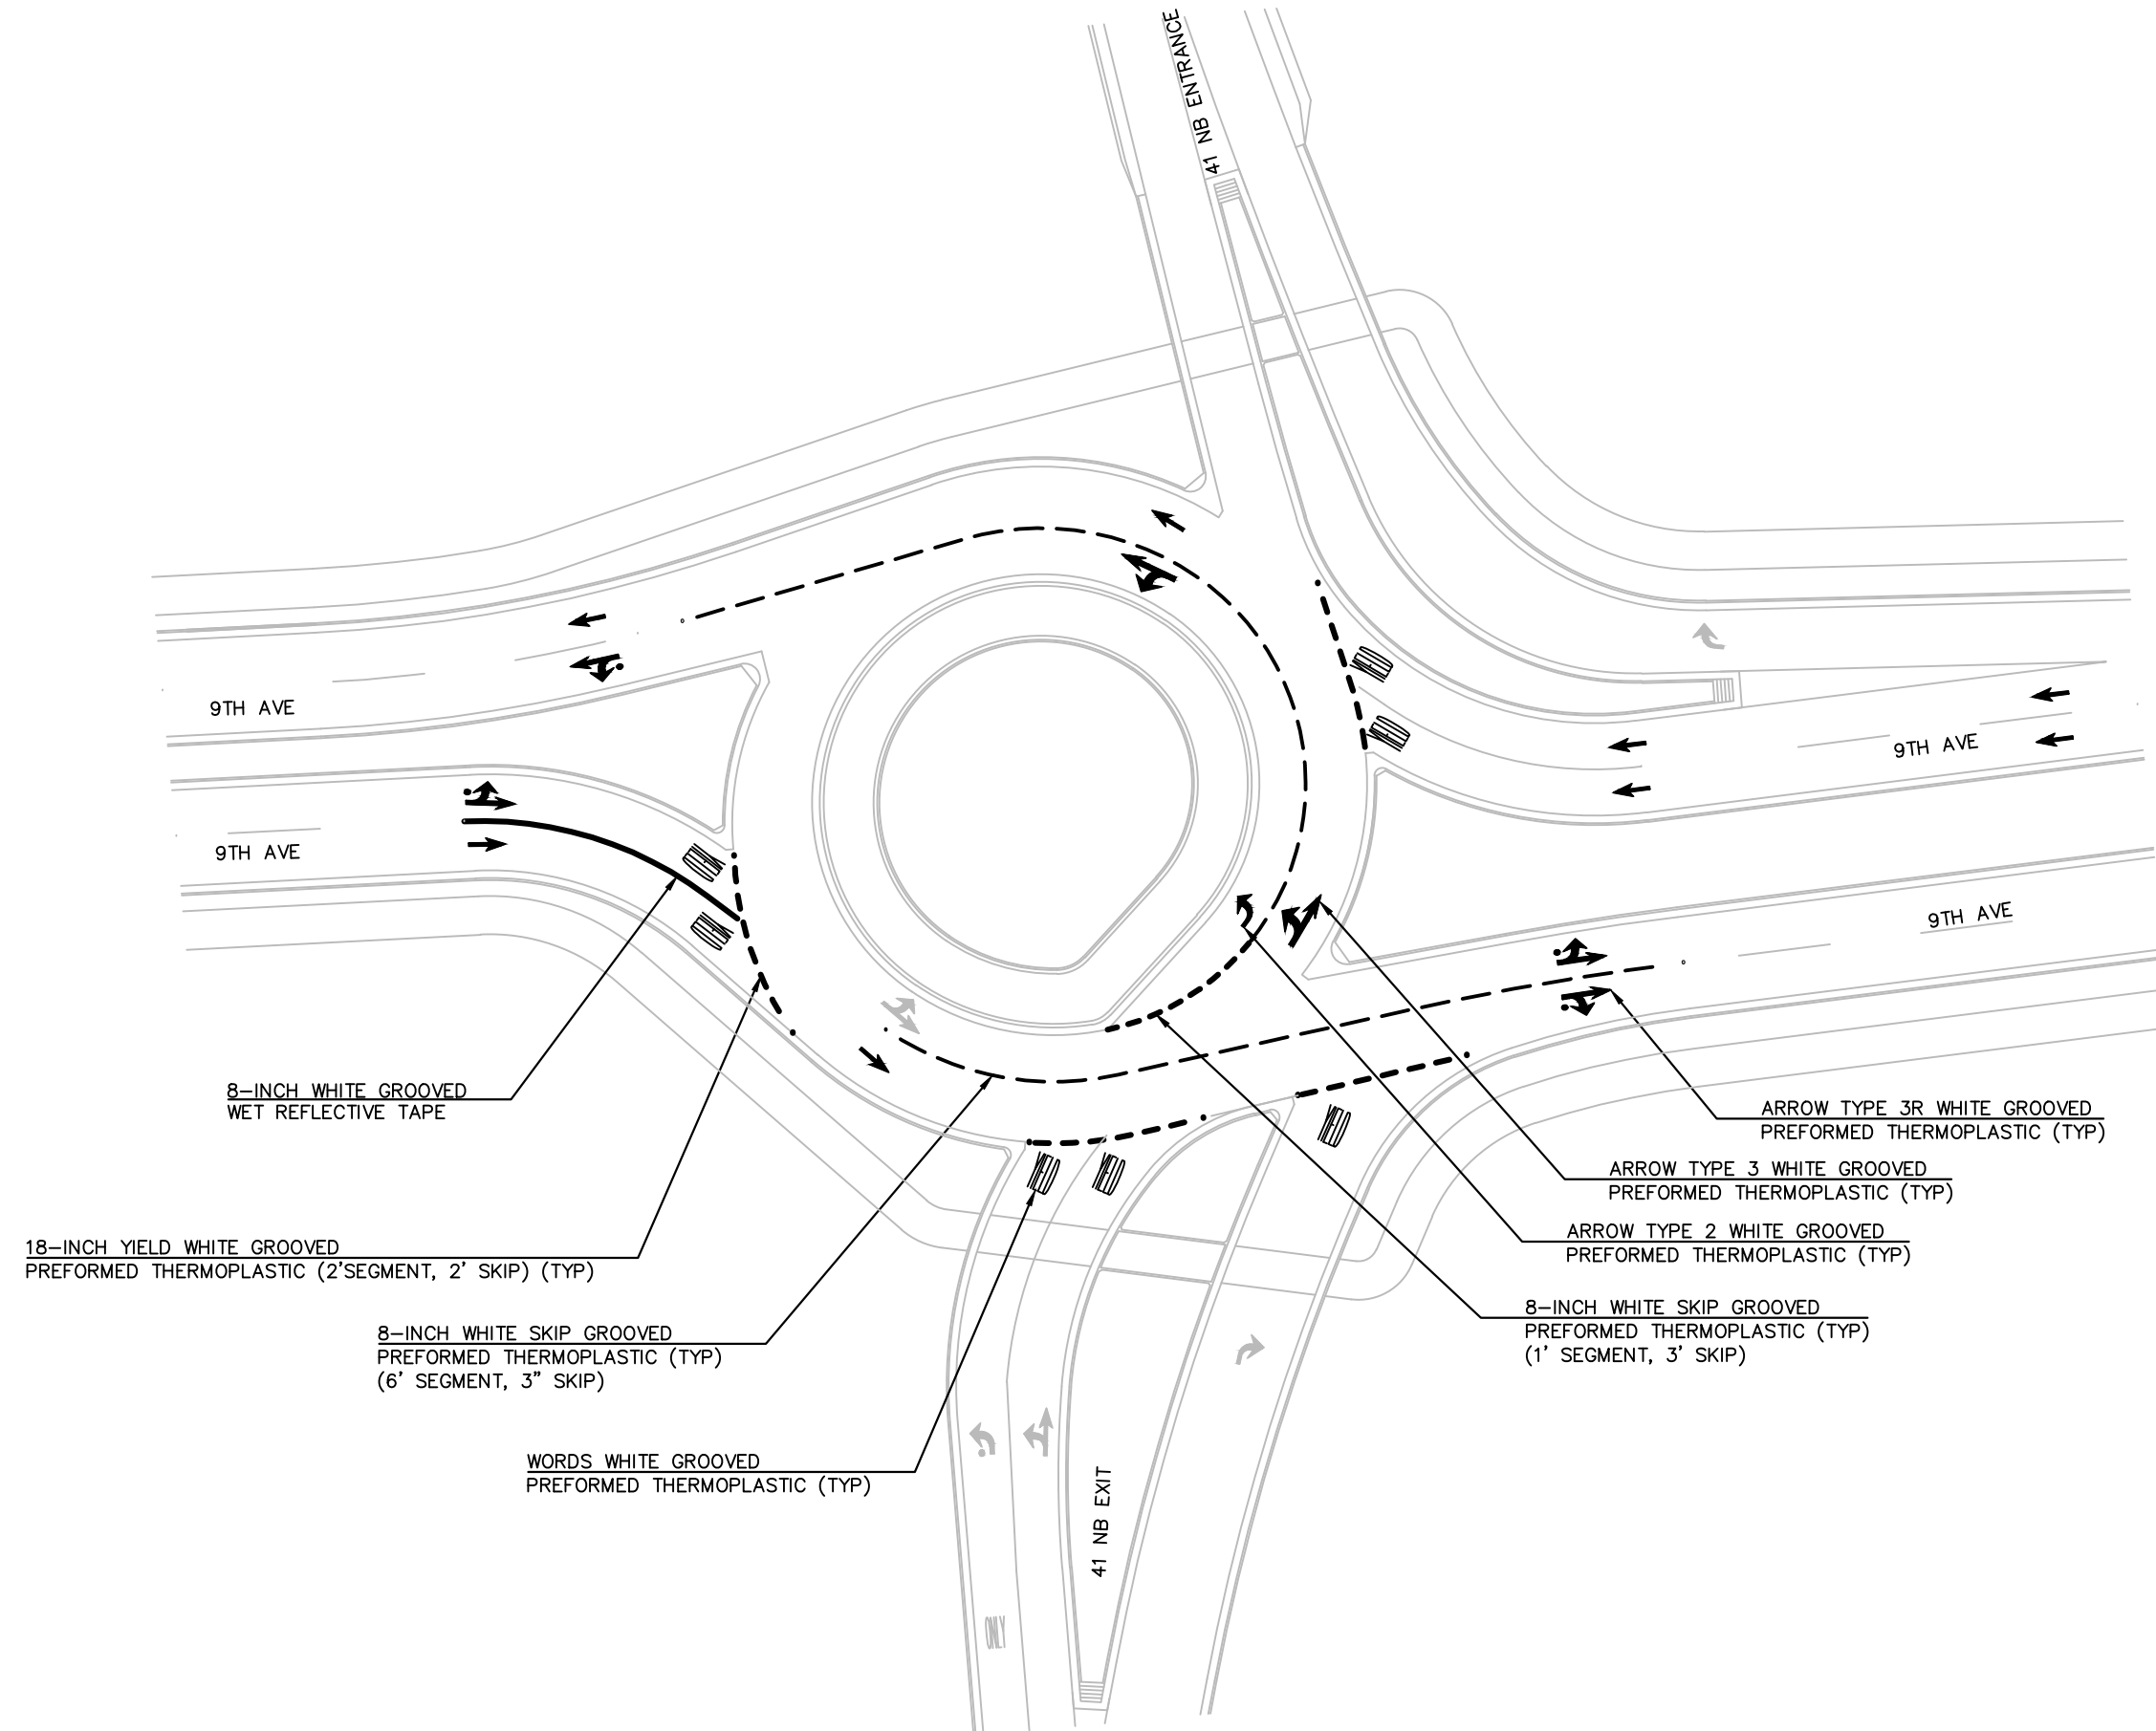 41 NB ENTRANCE
9TH AVE
9TH AVE
9TH AVE
9TH AVE
8-INCH WHITE GROOVED
WET REFLECTIVE TAPE
ARROW TYPE 3R WHITE GROOVED
PREFORMED THERMOPLASTIC (TYP)
ARROW TYPE 3 WHITE GROOVED
PREFORMED THERMOPLASTIC (TYP)
ARROW TYPE 2 WHITE GROOVED
PREFORMED THERMOPLASTIC (TYP)
18-INCH YIELD WHITE GROOVED
PREFORMED THERMOPLASTIC (2'SEGMENT, 2' SKIP) (TYP)
8-INCH WHITE SKIP GROOVED
PREFORMED THERMOPLASTIC (TYP)
(1' SEGMENT, 3' SKIP)
8-INCH WHITE SKIP GROOVED
PREFORMED THERMOPLASTIC (TYP)
(6' SEGMENT, 3" SKIP)
WORDS WHITE GROOVED
PREFORMED THERMOPLASTIC (TYP)
41 NB EXIT
ONLY